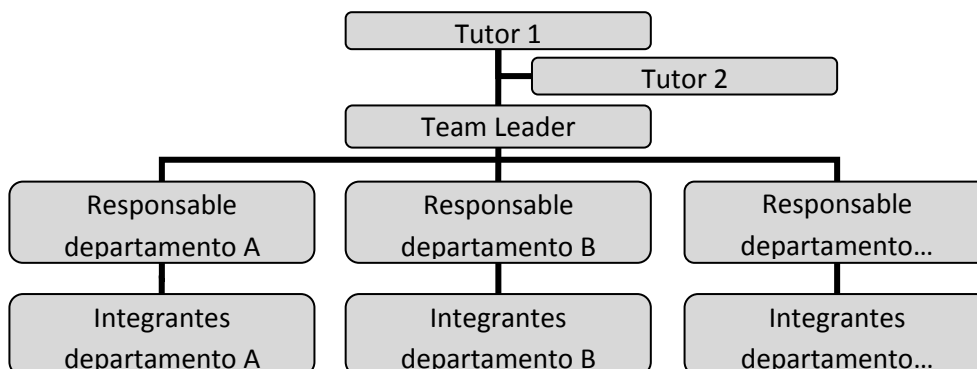 Tutor 1
Tutor 2
Team Leader
Responsable
departamento A
Responsable
departamento B
Responsable
departamento...
Integrantes
departamento A
Integrantes
departamento B
Integrantes
departamento...